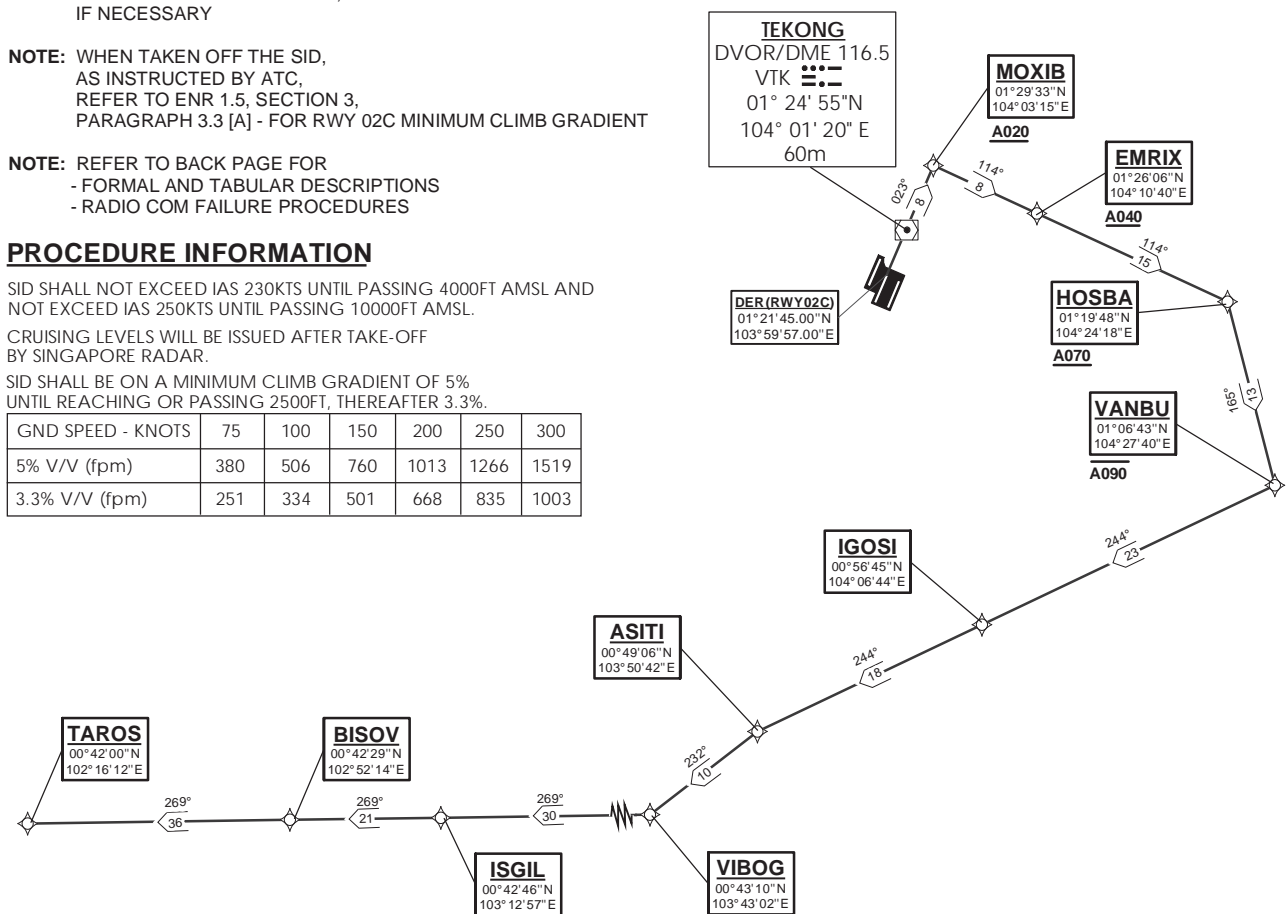 IF NECESSARY
NOTE: WHEN TAKEN OFF THE SID,
AS INSTRUCTED BY ATC,
REFER TO ENR 1.5, SECTION 3,
PARAGRAPH 3.3 [A] - FOR RWY 02C MINIMUM CLIMB GRADIENT
NOTE: REFER TO BACK PAGE FOR
- FORMAL AND TABULAR DESCRIPTIONS
- RADIO COM FAILURE PROCEDURES
PROCEDURE INFORMATION
SID SHALL NOT EXCEED IAS 230KTS UNTIL PASSING 4000FT AMSL AND
NOT EXCEED IAS 250KTS UNTIL PASSING 10000FT AMSL.
CRUISING LEVELS WILL BE ISSUED AFTER TAKE-OFF
BY SINGAPORE RADAR.
SID SHALL BE ON A MINIMUM CLIMB GRADIENT OF 5%
UNTIL REACHING OR PASSING 2500FT, THEREAFTER 3.3%.
GND SPEED - KNOTS 75 100 150 200 250 300
5% V/V (fpm) 380 506 760 1013 1266 1519
3.3% V/V (fpm) 251 334 501 668 835 1003
TEKONG
DVOR/DME 116.5
VTK
01° 24' 55"N
104° 01' 20" E
60m
MOXIB
01°29'33"N
104°03'15"E
A020
EMRIX
01°26'06"N
104°10'40"E
A040
023°
8
114°
8
114°
15
DER(RWY02C)
01°21'45.00"N
103°59'57.00"E
HOSBA
01°19'48"N
104°24'18"E
A070
165°
13
VANBU
01°06'43"N
104°27'40"E
A090
244°
23
IGOSI
00°56'45"N
104°06'44"E
244°
18
ASITI
00°49'06"N
103°50'42"E
232°
10
TAROS
00°42'00"N
102°16'12"E
BISOV
00°42'29"N
102°52'14"E
269°
36
269°
21
269°
30
ISGIL
00°42'46"N
103°12'57"E
VIBOG
00°43'10"N
103°43'02"E